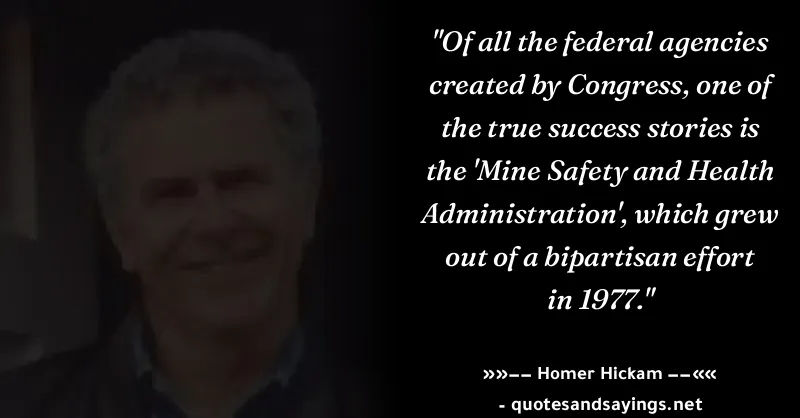 "Of all the federal agencies
created by Congress, one of
the true success stories is
the 'Mine Safety and Health
Administration', which grew
out of a bipartisan effort
in 1977."
»»−− Homer Hickam −−««
- quotesandsayings.net